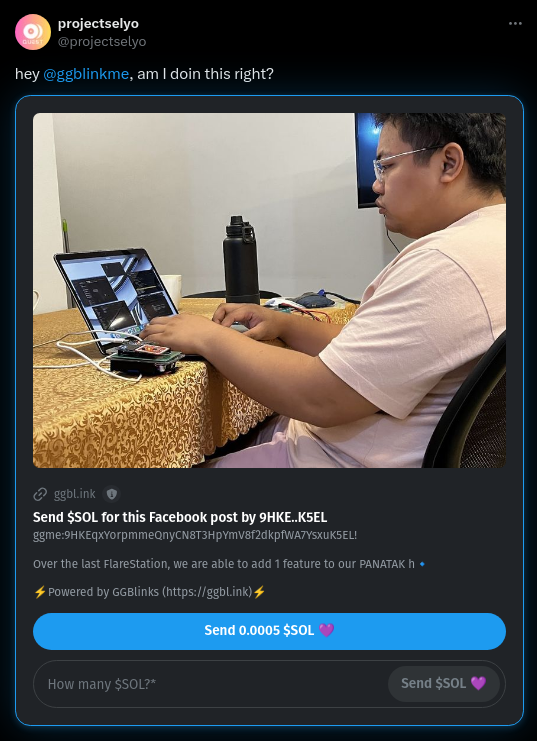 projectselyo
@projectselyo
hey @ggblinkme, am I doin this right?
ggbl.ink
Send $SOL for this Facebook post by 9HKE..K5EL
ggme:9HKEqxYorpmmeQnyCN8T3HpYmV8f2dkpfWA7YsxuK5EL!
Over the last FlareStation, we are able to add 1 feature to our PANATAK h🔹
⚡Powered by GGBlinks (https://ggbl.ink)⚡
Send 0.0005 $SOL 💜
How many $SOL?*
Send $SOL 💜